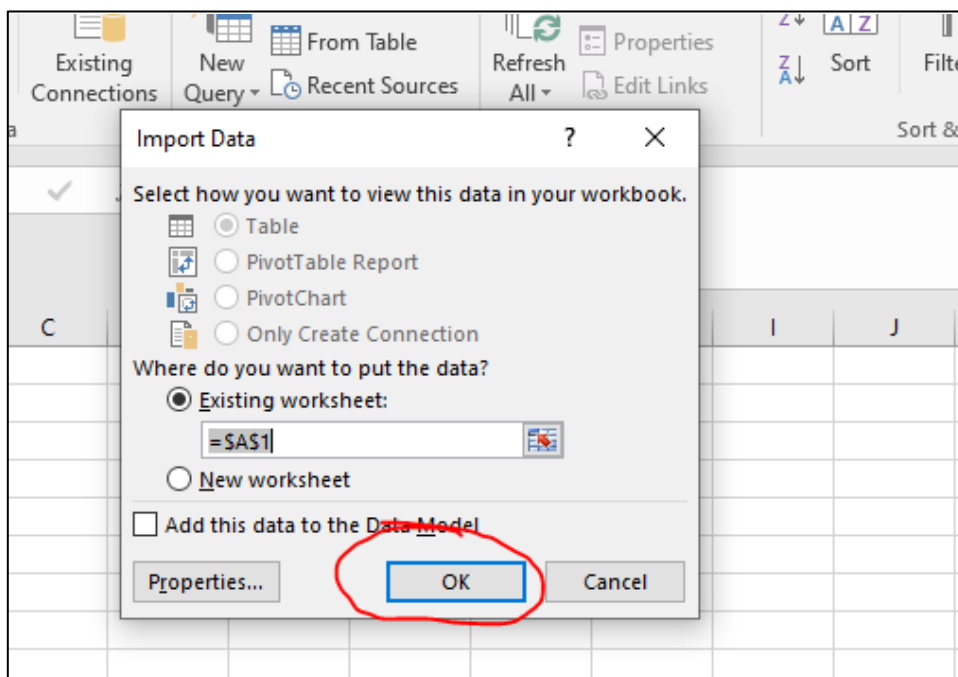 Existing
Connections
New
Query
From Table
Recent Sources
Refresh
All
Properties
Edit Links
Z
A Z
Z
A
Sort
Filte
a
Sort &
Import Data ? ×
Select how you want to view this data in your workbook.
Table
PivotTable Report
PivotChart
Only Create Connection
Where do you want to put the data?
Existing worksheet:
=$A$1
New worksheet
Add this data to the Data Model
Properties... OK Cancel
C I J